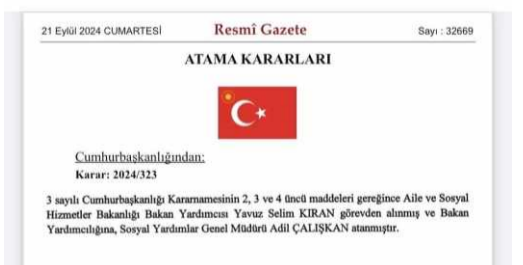 21 Eylül 2024 CUMARTESİ
Resmî Gazete
Sayı : 32669
ATAMA KARARLARI
Cumhurbaşkanlığından:
Karar: 2024/323
3 sayılı Cumhurbaşkanlığı Kararnamesinin 2, 3 ve 4 üncü maddeleri gereğince Aile ve Sosyal
Hizmetler Bakanlığı Bakan Yardımcısı Yavuz Selim KIRAN görevden alınmış ve Bakan
Yardımcılığına, Sosyal Yardımlar Genel Müdürü Adil ÇALIŞKAN atanmıştır.